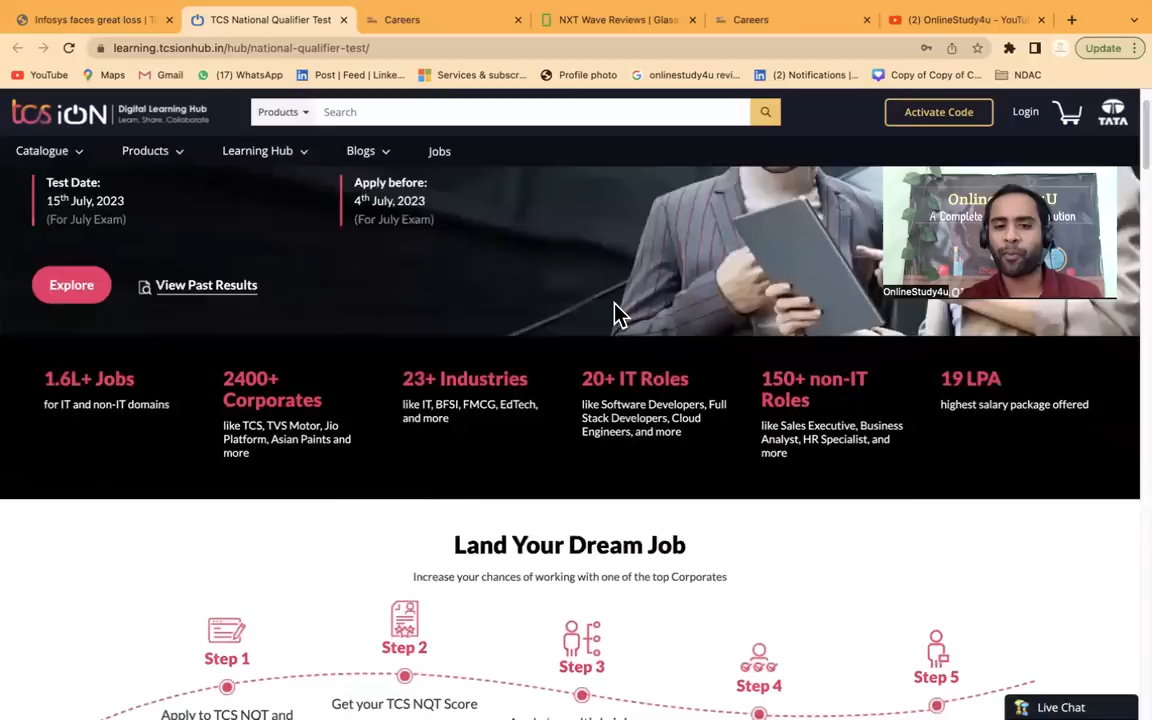 Infosys faces great loss | T
TCS National Qualifier Test
Careers
NXT Wave Reviews | Glass
Careers
(2) OnlineStudy4u - YouTu
learning.tcsionhub.in/hub/national-qualifier-test/
Update
YouTube
Maps
Gmail
(17) WhatsApp
Post | Feed | Linke...
Services & subscr...
Profile photo
onlinestudy4u revi...
(2) Notifications |...
Copy of Copy of C...
NDAC
tcs iON
Digital Learning Hub
Learn. Share. Collaborate
Products
Search
Activate Code
Login
TATA
Catalogue
Products
Learning Hub
Blogs
Jobs
Test Date:
15th July, 2023
(For July Exam)
Apply before:
4th July, 2023
(For July Exam)
Explore
View Past Results
Onlin
U
A Complete
ution
OnlineStudy4u
1.6L+ Jobs
for IT and non-IT domains
2400+
Corporates
like TCS, TVS Motor, Jio
Platform, Asian Paints and
more
23+ Industries
like IT, BFSI, FMCG, EdTech,
and more
20+ IT Roles
like Software Developers, Full
Stack Developers, Cloud
Engineers, and more
150+ non-IT
Roles
like Sales Executive, Business
Analyst, HR Specialist, and
more
19 LPA
highest salary package offered
Land Your Dream Job
Increase your chances of working with one of the top Corporates
Step 1
Apply to TCS NQT and
Step 2
Get your TCS NQT Score
Step 3
Step 4
Step 5
Live Chat